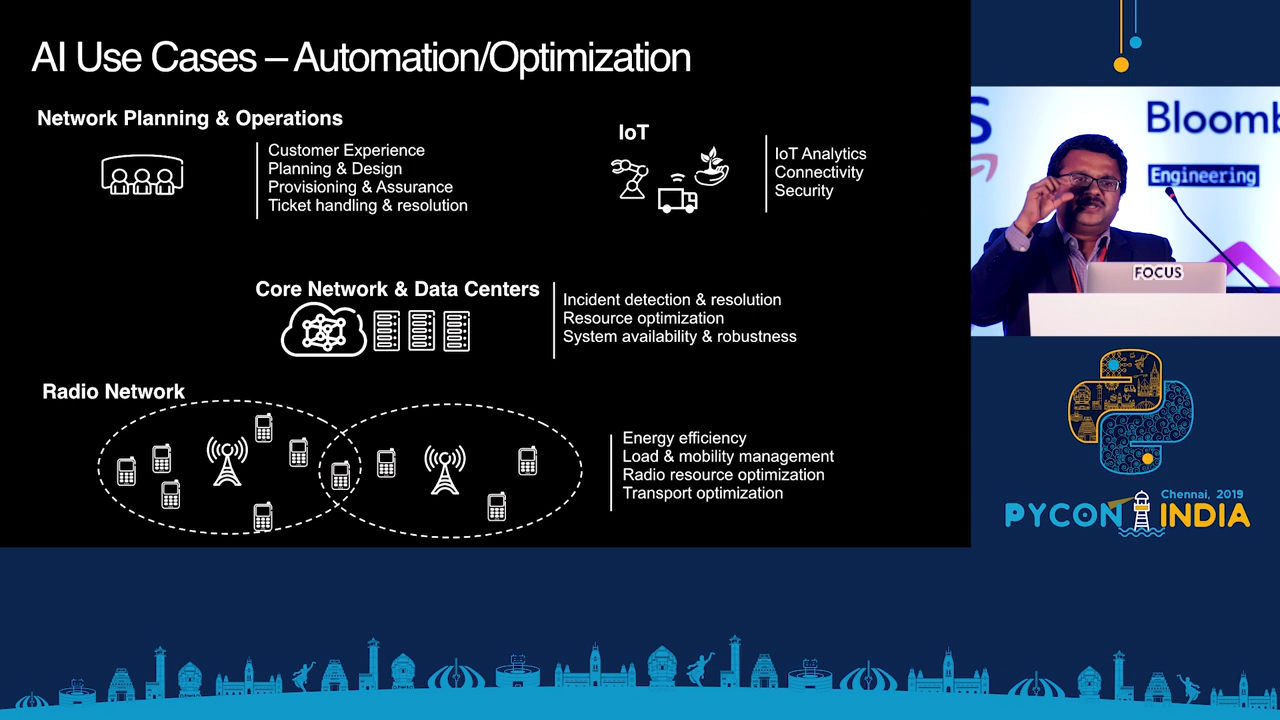 AI Use Cases – Automation/Optimization
Network Planning & Operations
Customer Experience
Planning & Design
Provisioning & Assurance
Ticket handling & resolution
IoT
IoT Analytics
Connectivity
Security
Core Network & Data Centers
Incident detection & resolution
Resource optimization
System availability & robustness
Radio Network
Energy efficiency
Load & mobility management
Radio resource optimization
Transport optimization
S
Bloomb
Engineering
FOCUS
Chennai, 2019
PYCON INDIA